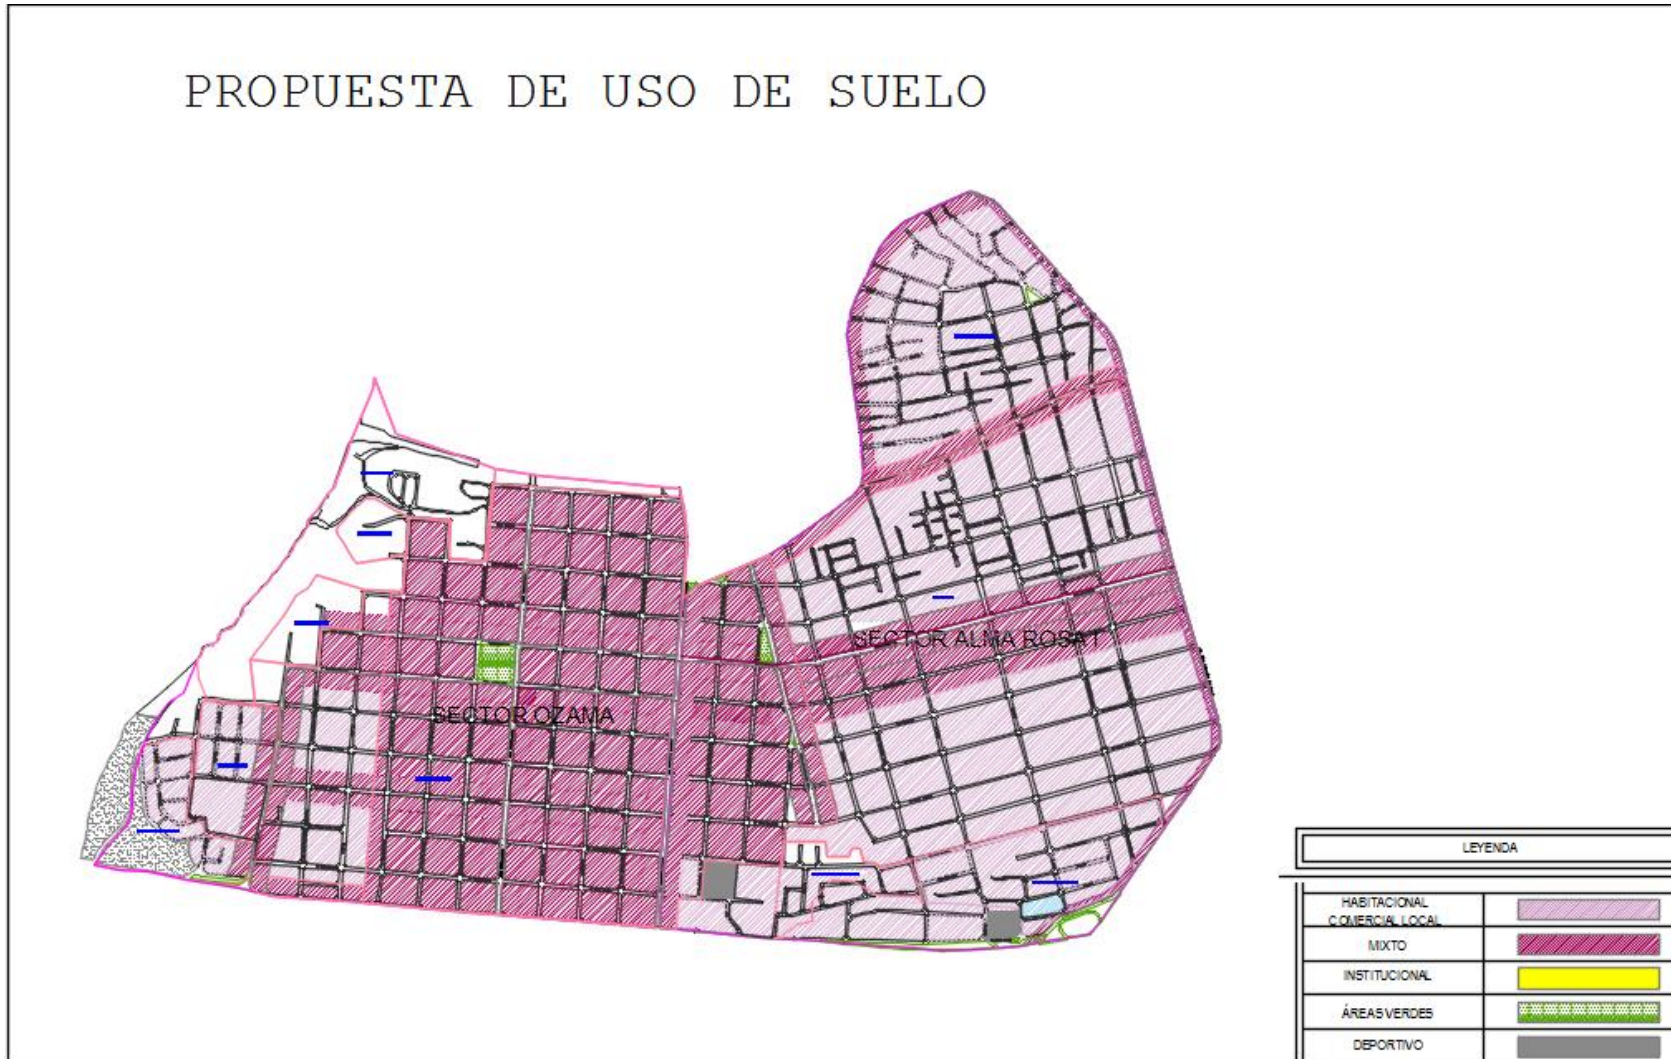 PROPUESTA DE USO DE SUELO
SECTOR ALMA ROSA I
SECTOR OZAMA
LEYENDA
HABITACIONAL
COMERCIAL LOCAL
MIXTO
INSTITUCIONAL
ÁREAS VERDES
DEPORTIVO